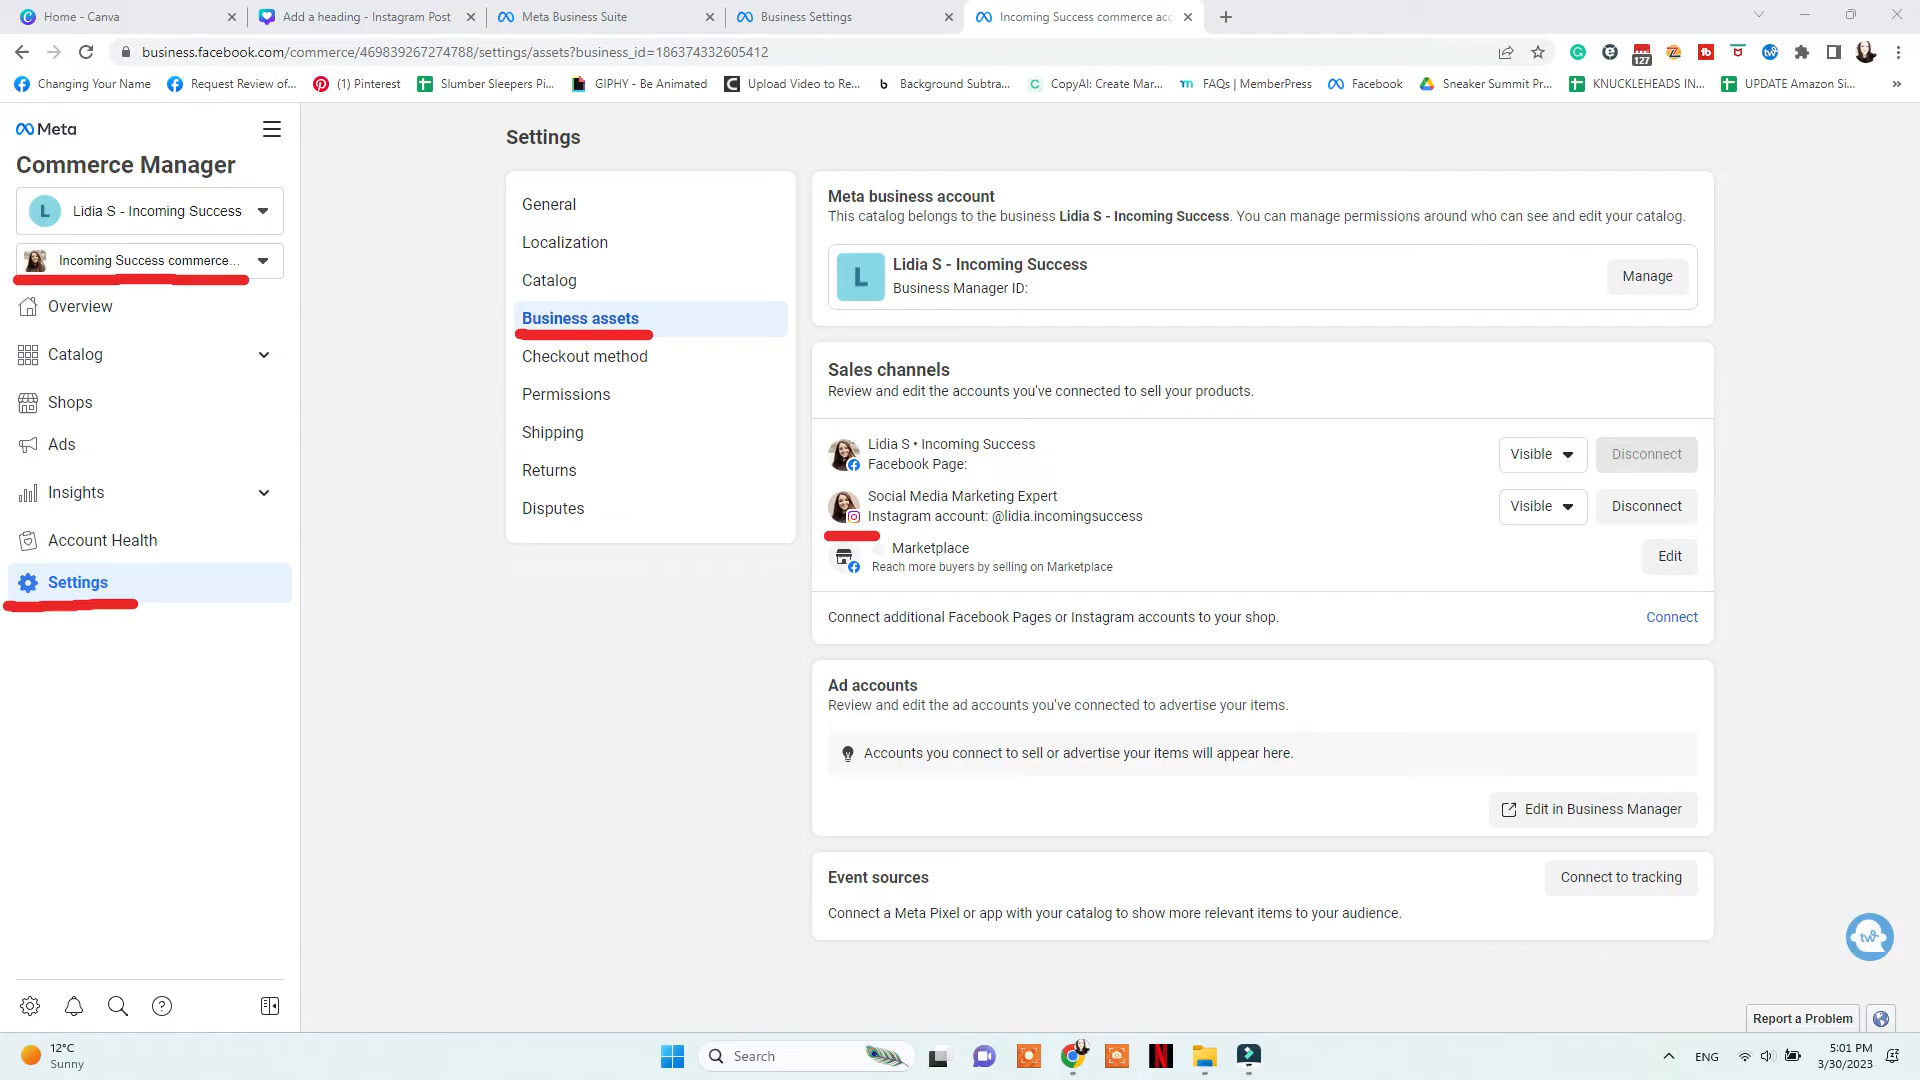 Home - Canva
Add a heading - Instagram Post
Meta Business Suite
Business Settings
Incoming Success commerce acc
business.facebook.com/commerce/469839267274788/settings/assets?business_id=186374332605412
127
Changing Your Name
Request Review of...
(1) Pinterest
Slumber Sleepers Pi...
GIPHY - Be Animated
Upload Video to Re...
b Background Subtra...
CopyAI: Create Mar...
FAQs | MemberPress
Facebook
Sneaker Summit Pr...
KNUCKLEHEADS IN...
UPDATE Amazon Si...
Meta
Commerce Manager
L Lidia S - Incoming Success
Incoming Success commerce...
Overview
Catalog
Shops
Ads
Insights
Account Health
Settings
Settings
General
Localization
Catalog
Business assets
Checkout method
Permissions
Shipping
Returns
Disputes
Meta business account
This catalog belongs to the business Lidia S - Incoming Success. You can manage permissions around who can see and edit your catalog.
L
Lidia S - Incoming Success
Business Manager ID:
Manage
Sales channels
Review and edit the accounts you've connected to sell your products.
Lidia S • Incoming Success
Facebook Page:
Visible
Disconnect
Social Media Marketing Expert
Instagram account: @lidia.incomingsuccess
Visible
Disconnect
Marketplace
Reach more buyers by selling on Marketplace
Edit
Connect additional Facebook Pages or Instagram accounts to your shop.
Connect
Ad accounts
Review and edit the ad accounts you've connected to advertise your items.
Accounts you connect to sell or advertise your items will appear here.
Edit in Business Manager
Event sources
Connect to tracking
Connect a Meta Pixel or app with your catalog to show more relevant items to your audience.
tw
Report a Problem
12°C
Sunny
Search
N
ENG
5:01 PM
3/30/2023